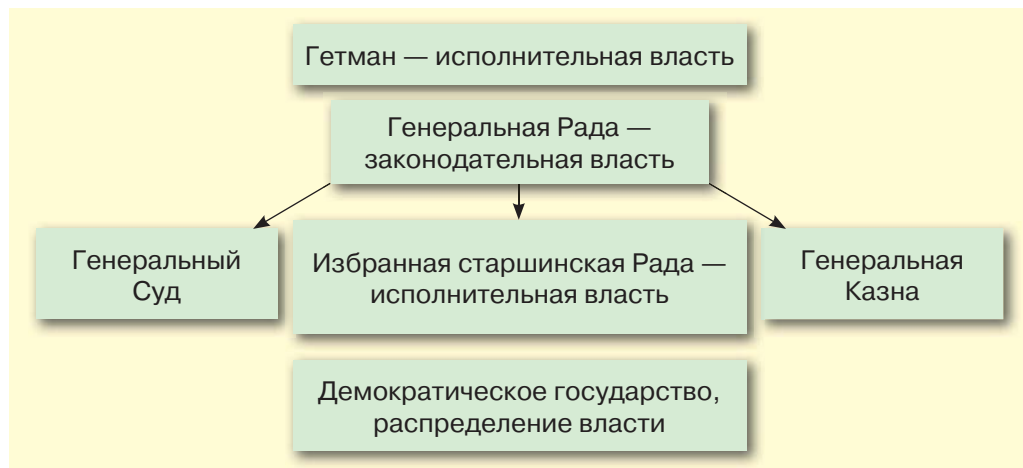 Гетман — исполнительная власть
Генеральная Рада —
законодательная власть
Генеральный
Суд
Избранная старшинская Рада —
исполнительная власть
Генеральная
Казна
Демократическое государство,
распределение власти